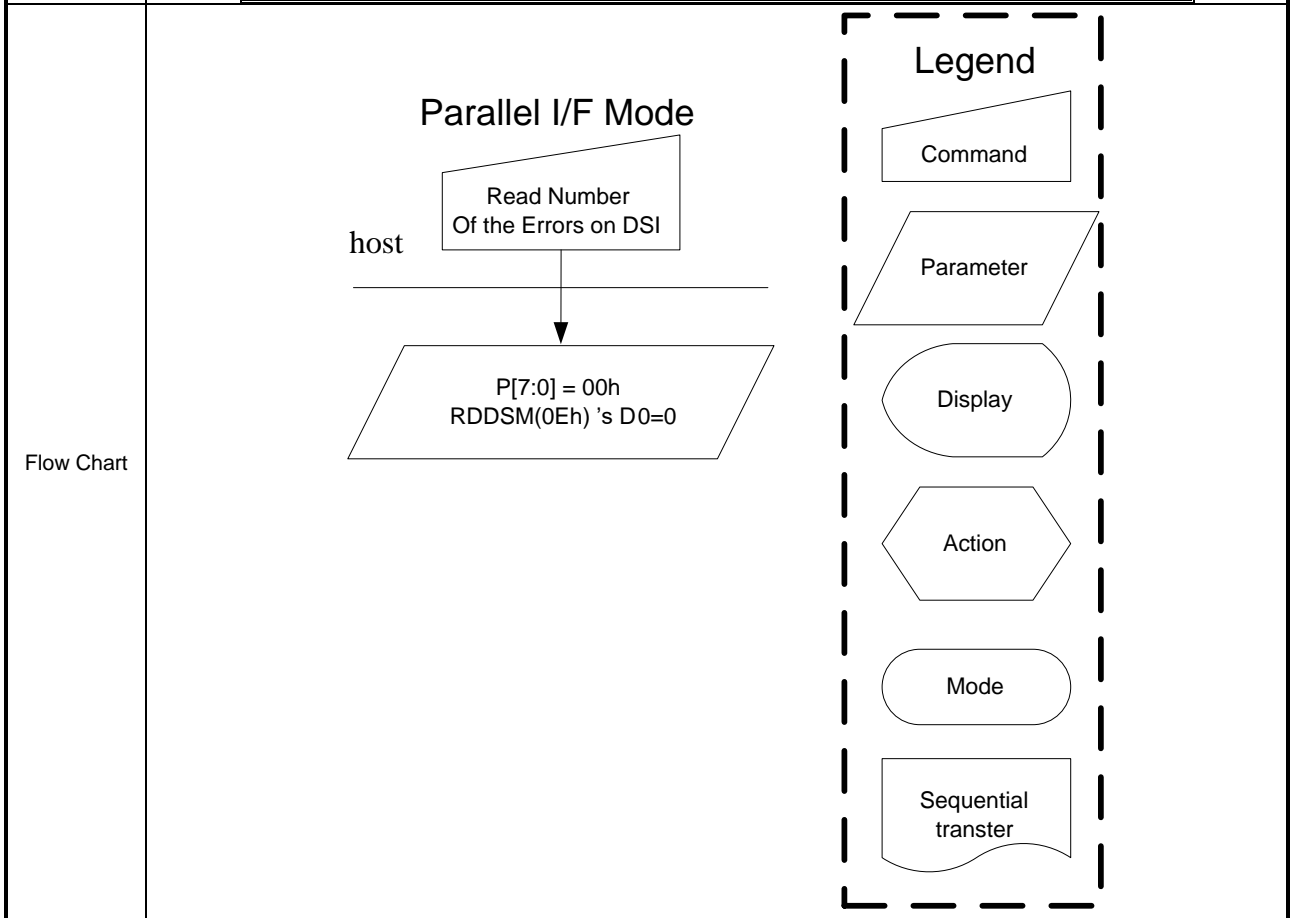 Flow Chart
Parallel I/F Mode
Read Number
Of the Errors on DSI
host
P[7:0] = 00h
RDDSM(0Eh) 's D0=0
Legend
Command
Parameter
Display
Action
Mode
Sequential
transter